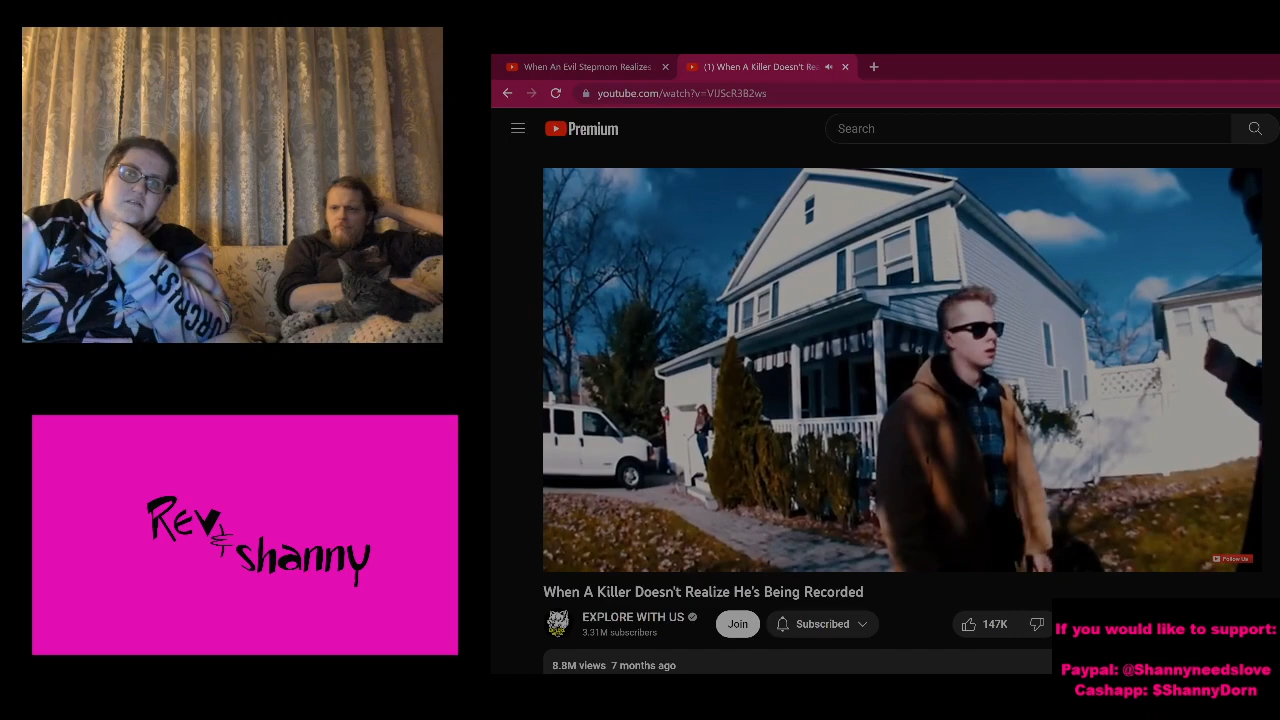 When An Evil Stepmom Realizes
(1) When A Killer Doesn't Re
youtube.com/watch?v=VIJScR3B2ws
Premium
Search
Rev
&
shanny
Follow Us
When A Killer Doesn't Realize He's Being Recorded
EXPLORE WITH US
3.31M subscribers
Join
Subscribed
147K
8.8M views 7 months ago
If you would like to support:
Paypal: @Shannyneedslove
Cashapp: $ShannyDorn